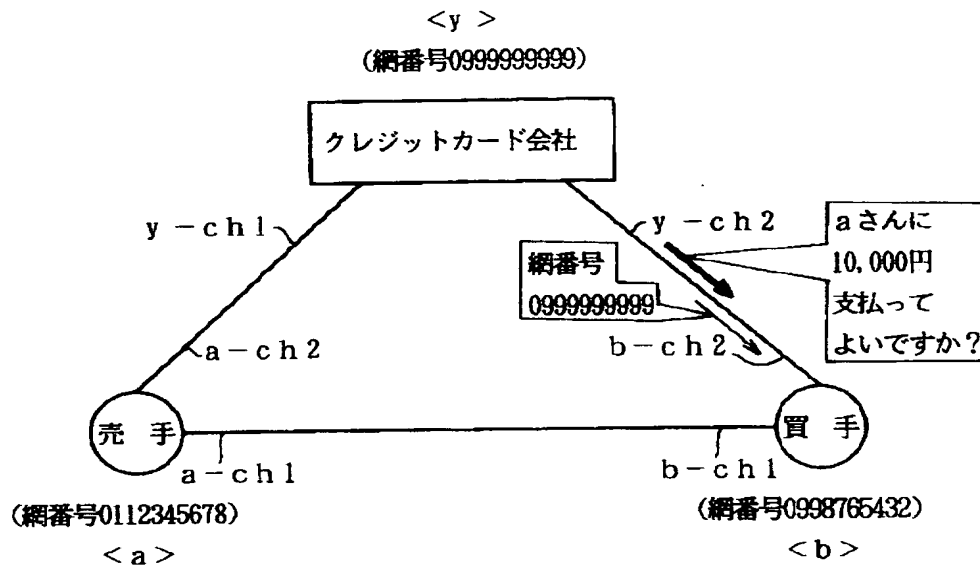 <y>
(網番号0999999999)
クレジットカード会社
y-ch1
y-ch2
aさんに
10,000円
支払って
よいですか?
網番号
0999999999
a-ch2
b-ch2
売手
買手
a-ch1
b-ch1
(網番号0112345678)
(網番号0998765432)
<a>
<b>